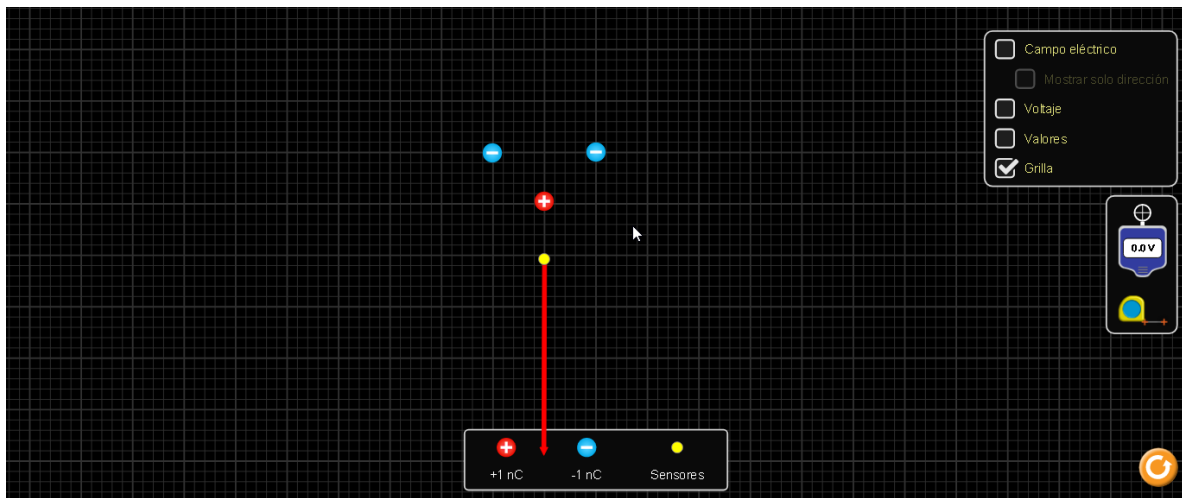 Campo eléctrico
Mostrar solo dirección
Voltaje
Valores
Grilla
0.0 V
+1 nC
-1 nC
Sensores